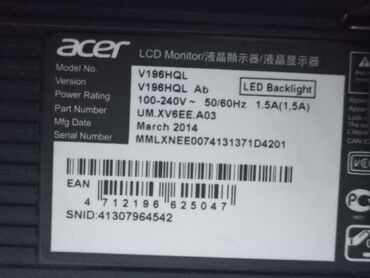 acer
LCD Monitor/液晶顯示器/液晶显示器
Model No. V196HQL
Version V196HQL Ab LED Backlight
Power Rating 100-240V~ 50/60Hz 1.5A(1,5A)
Part Number UM.XV6EE.A03
Mfg Date March 2014
Serial Number MMLXNEE0074131371D4201
EAN
4 712196 625047
SNID:41307964542